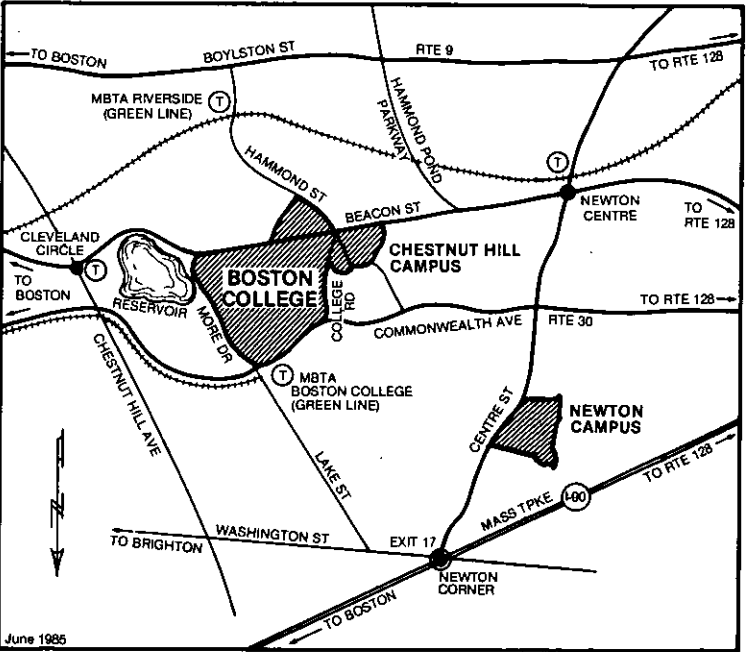 TO BOSTON
BOYLSTON ST
RTE 9
TO RTE 128
MBTA RIVERSIDE
(GREEN LINE)
T
HAMMOND POND
PARKWAY
HAMMOND ST
T
BEACON ST
NEWTON
CENTRE
TO
RTE 128
CLEVELAND
CIRCLE
T
TO
BOSTON
RESERVOIR
BOSTON
COLLEGE
CHESTNUT HILL
CAMPUS
MORE DR
COLLEGE
RD
COMMONWEALTH AVE
RTE 30
TO RTE 128
CHESTNUT HILL AVE
T
MBTA
BOSTON COLLEGE
(GREEN LINE)
LAKE ST
CENTRE ST
NEWTON
CAMPUS
TO RTE 128
I-90
MASS TPKE
N
TO BRIGHTON
WASHINGTON ST
EXIT 17
NEWTON
CORNER
TO BOSTON
June 1985